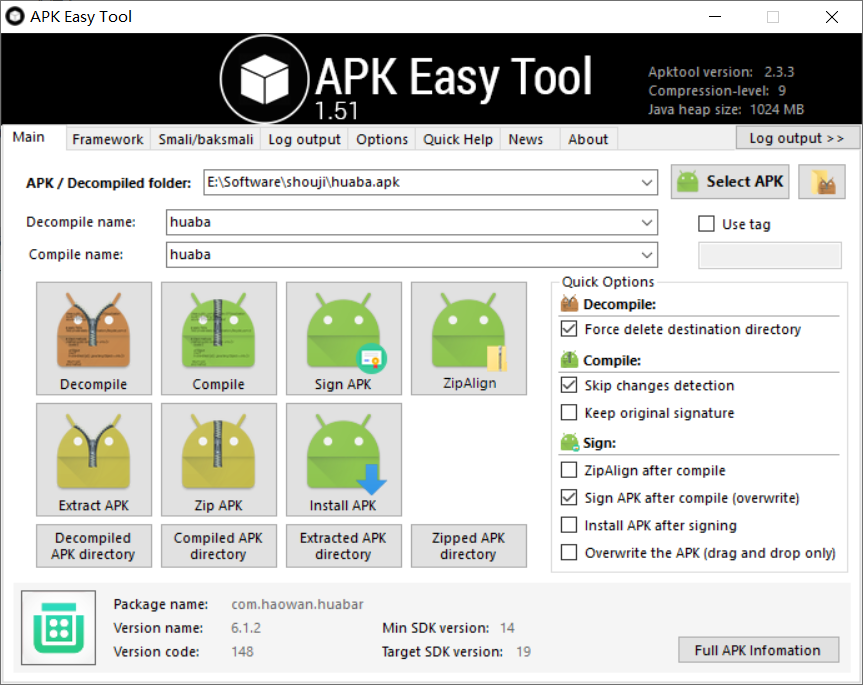 APK Easy Tool
APK Easy Tool
1.51
Apktool version: 2.3.3
Compression-level: 9
Java heap size: 1024 MB
Main Framework Smali/baksmali Log output Options Quick Help News About Log output >>
APK / Decompiled folder: E:\Software\shouji\huaba.apk Select APK
Decompile name: huaba Use tag
Compile name: huaba
Decompile Compile Sign APK ZipAlign
Extract APK Zip APK Install APK
Decompiled APK directory
Compiled APK directory
Extracted APK directory
Zipped APK directory
Quick Options
Decompile:
Force delete destination directory
Compile:
Skip changes detection
Keep original signature
Sign:
ZipAlign after compile
Sign APK after compile (overwrite)
Install APK after signing
Overwrite the APK (drag and drop only)
Package name: com.haowan.huabar
Version name: 6.1.2 Min SDK version: 14
Version code: 148 Target SDK version: 19
Full APK Infomation